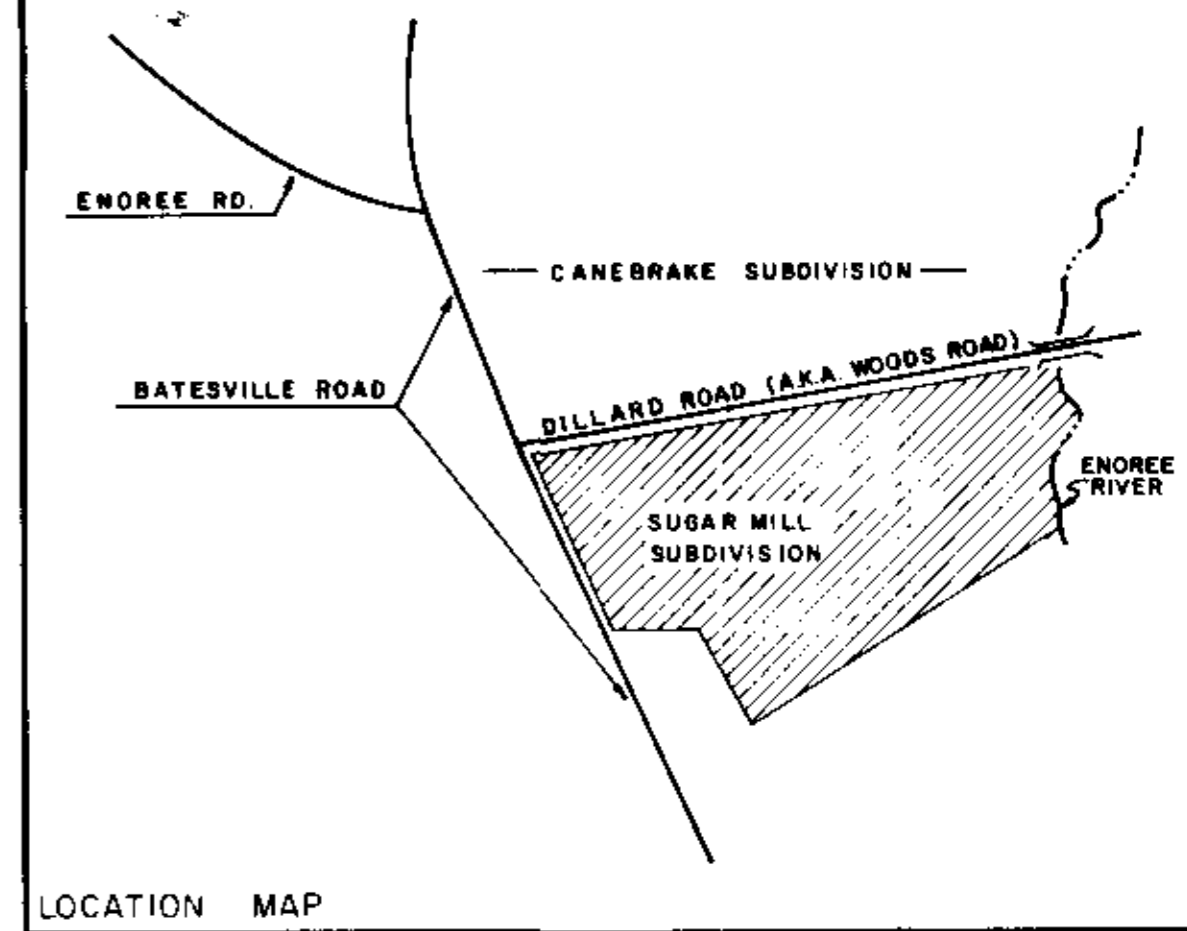 ENOREE RD.
— CANEBRAKE SUBDIVISION —
DILLARD ROAD (A.K.A. WOODS ROAD)
BATESVILLE ROAD
ENOREE
RIVER
SUGAR MILL
SUBDIVISION
LOCATION MAP